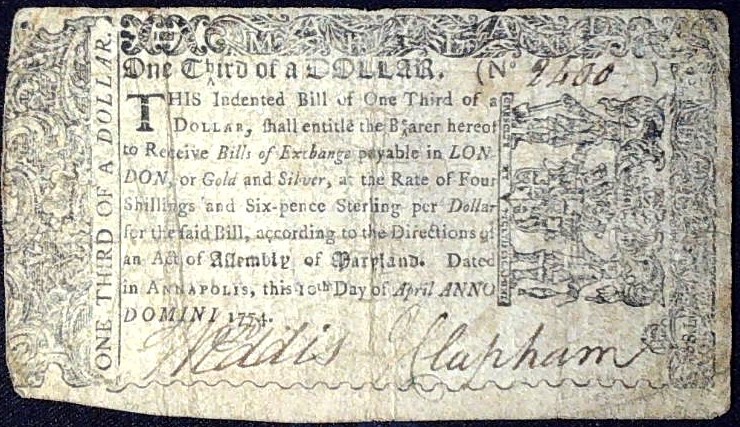 MARYLAND
One Third of a DOLLAR. (No )
THIS Indented Bill of One Third of a
DOLLAR, ſhall entitle the Bearer hereof
to Receive Bills of Exchange payable in LON-
DON, or Gold and Silver, at the Rate of Four
Shillings and Six-pence Sterling per Dollar
for the ſaid Bill, according to the Directions of
an Act of Aſſembly of Maryland. Dated
in ANNAPOLIS, this 10th Day of April ANNO
DOMINI 1774.
W Eddis J Clapham
ONE THIRD OF A DOLLAR.